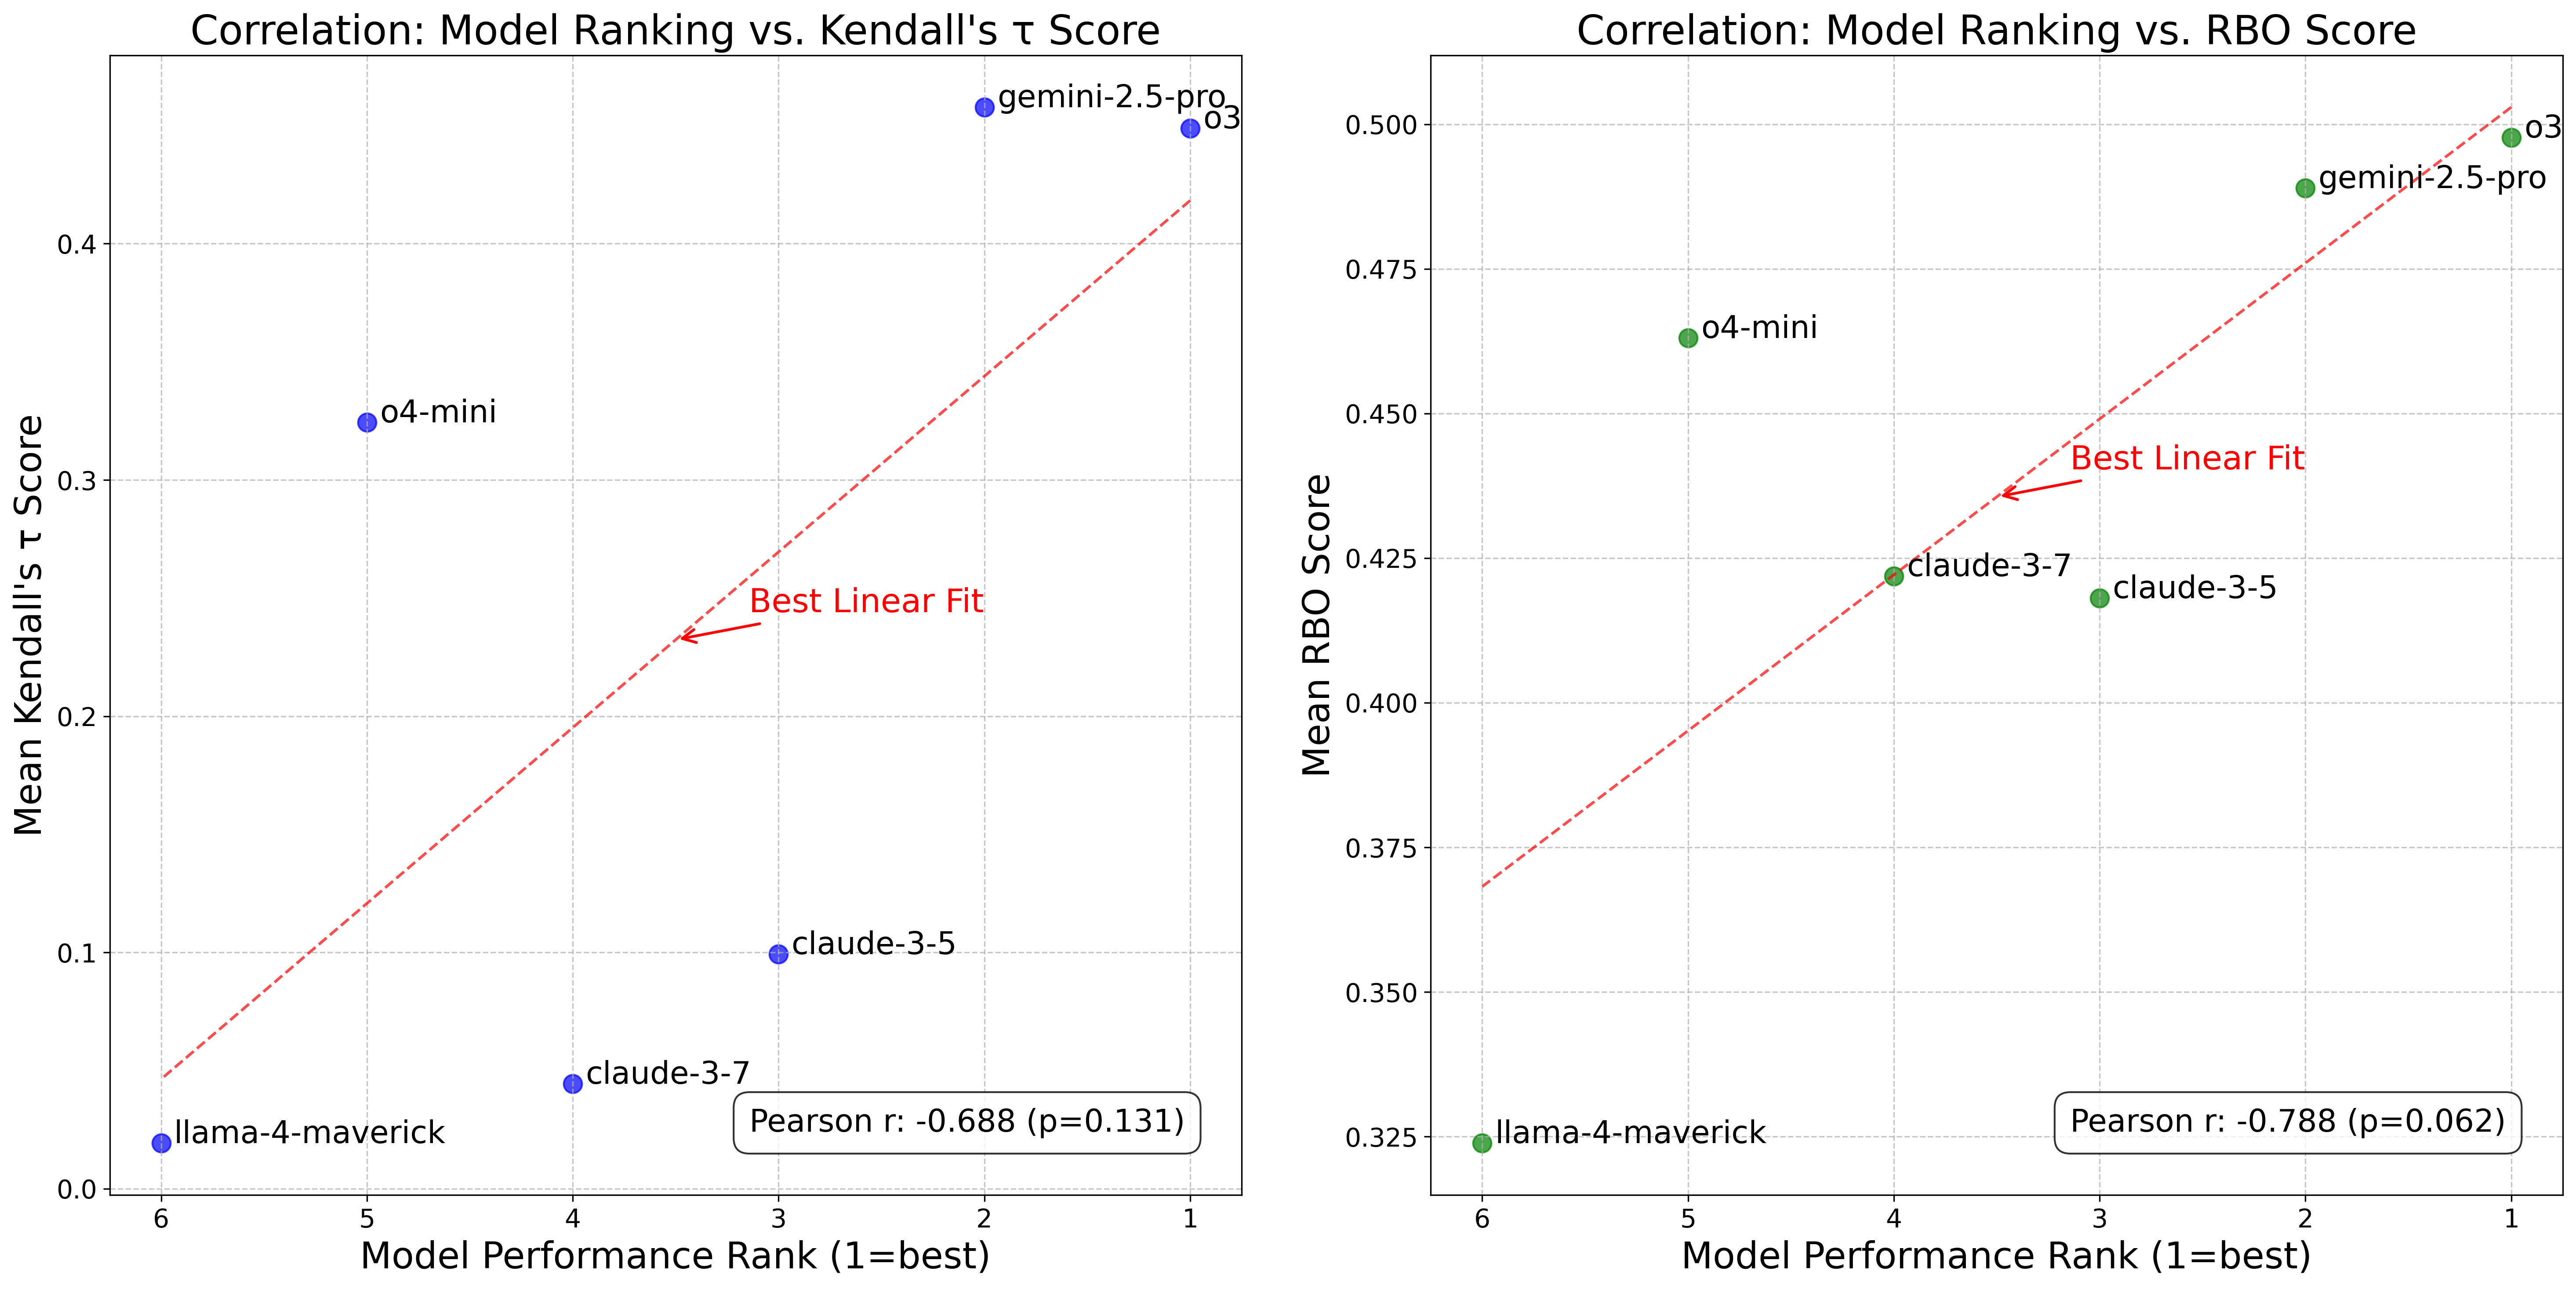 Correlation: Model Ranking vs. Kendall's τ Score
Mean Kendall's τ Score
0.4
0.3
0.2
0.1
0.0
gemini-2.5-pro
o3
o4-mini
Best Linear Fit
claude-3-5
claude-3-7
llama-4-maverick
Pearson r: -0.688 (p=0.131)
6 5 4 3 2 1
Model Performance Rank (1=best)
Correlation: Model Ranking vs. RBO Score
Mean RBO Score
0.500
0.475
0.450
0.425
0.400
0.375
0.350
0.325
o3
gemini-2.5-pro
o4-mini
Best Linear Fit
claude-3-7
claude-3-5
llama-4-maverick
Pearson r: -0.788 (p=0.062)
6 5 4 3 2 1
Model Performance Rank (1=best)